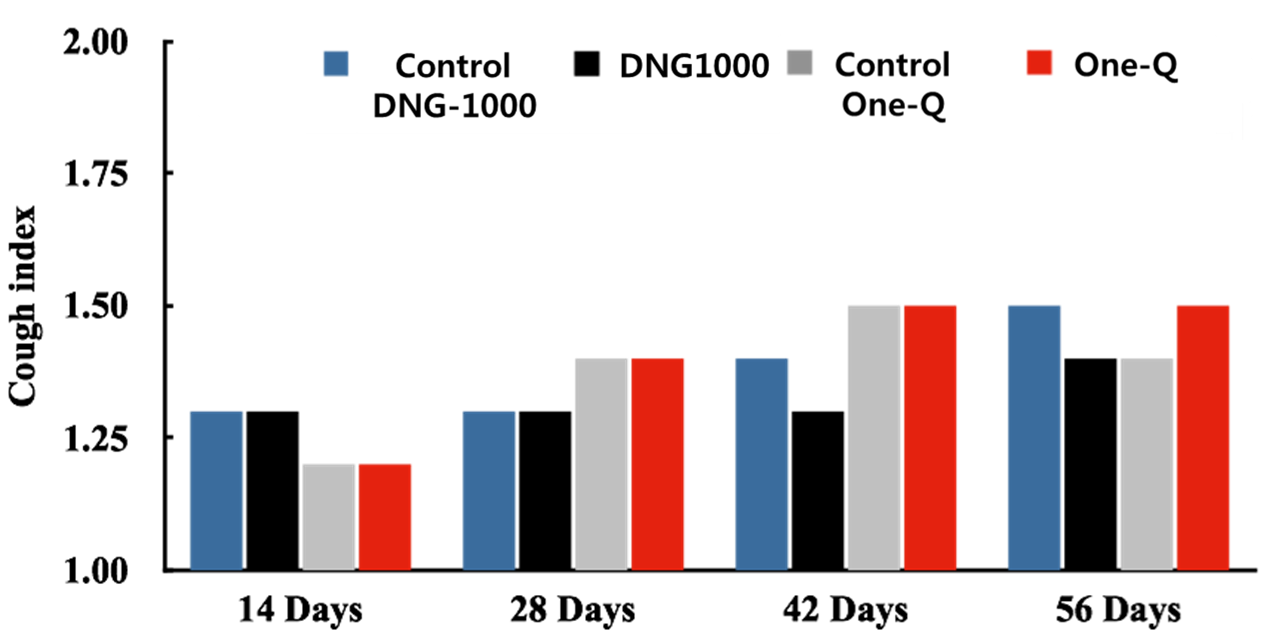 2.00
1.75
1.50
1.25
1.00
Cough index
Control
DNG-1000
DNG1000
Control
One-Q
One-Q
14 Days
28 Days
42 Days
56 Days